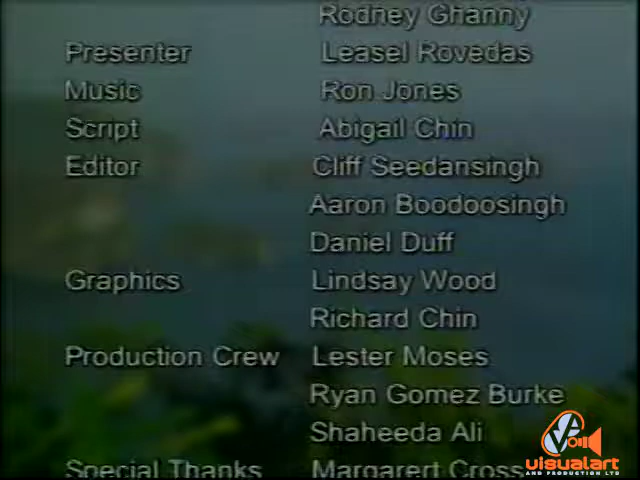 Rodney Ghanny
Presenter Leasel Rovedas
Music Ron Jones
Script Abigail Chin
Editor Cliff Seedansingh
Aaron Boodoosingh
Daniel Duff
Graphics Lindsay Wood
Richard Chin
Production Crew Lester Moses
Ryan Gomez Burke
Shaheeda Ali
Special Thanks Margarert Cross
visualart
AND PRODUCTION LTD